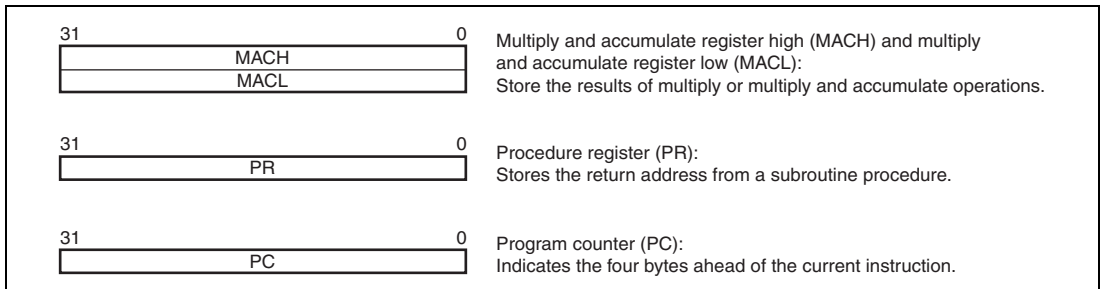 31 0
MACH
MACL
Multiply and accumulate register high (MACH) and multiply
and accumulate register low (MACL):
Store the results of multiply or multiply and accumulate operations.
31 0
PR
Procedure register (PR):
Stores the return address from a subroutine procedure.
31 0
PC
Program counter (PC):
Indicates the four bytes ahead of the current instruction.